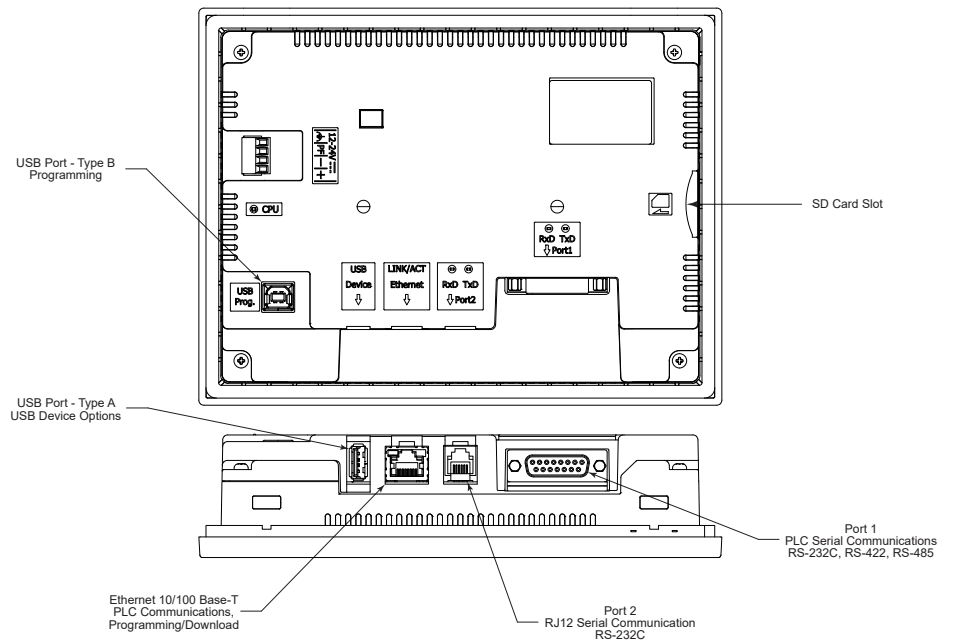 12-24V
PF − +
USB Port - Type B
Programming
CPU
SD Card Slot
RxD TxD
Port1
USB
Device
LINK/ACT
Ethernet
RxD TxD
Port2
USB
Prog.
USB Port - Type A
USB Device Options
Port 1
PLC Serial Communications
RS-232C, RS-422, RS-485
Ethernet 10/100 Base-T
PLC Communications,
Programming/Download
Port 2
RJ12 Serial Communication
RS-232C